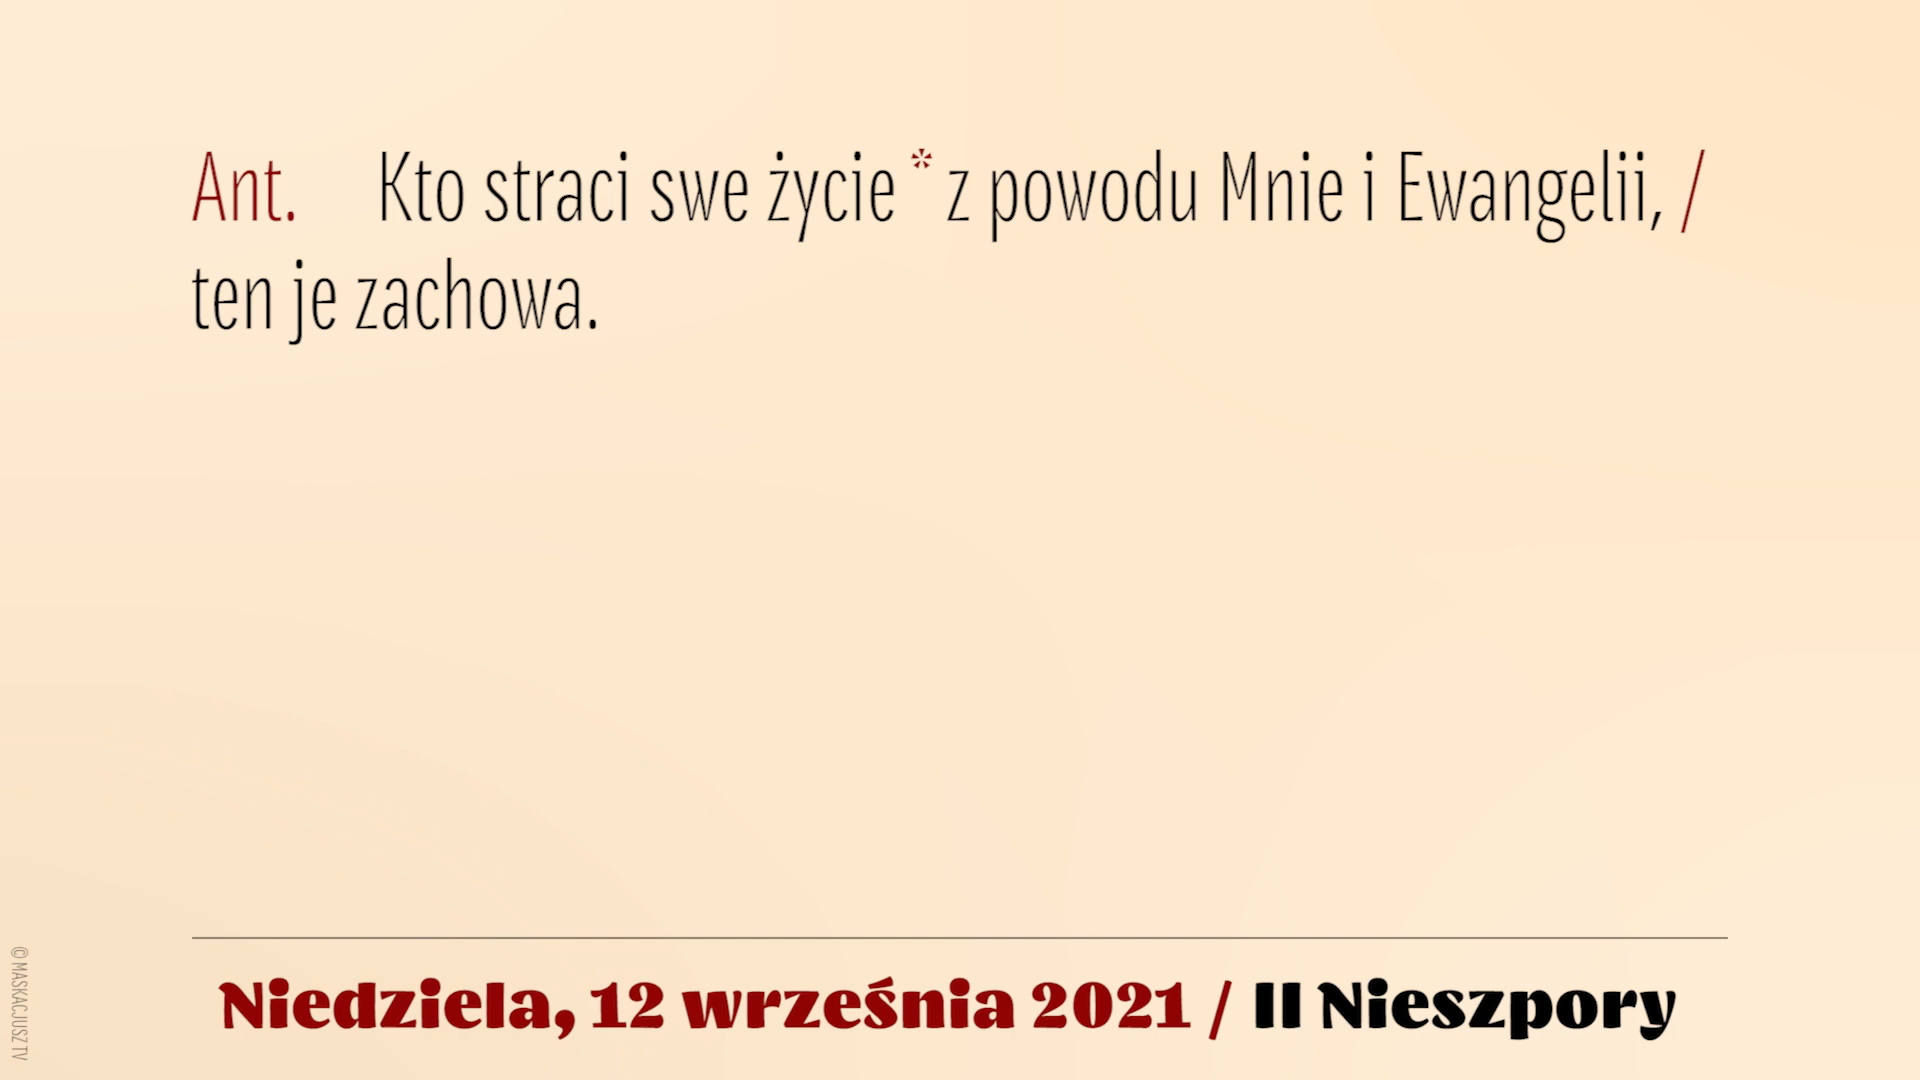 Ant. Kto straci swe życie * z powodu Mnie i Ewangelii, /
ten je zachowa.
Niedziela, 12 września 2021 / II Nieszpory
© MASKACJUSZ TV